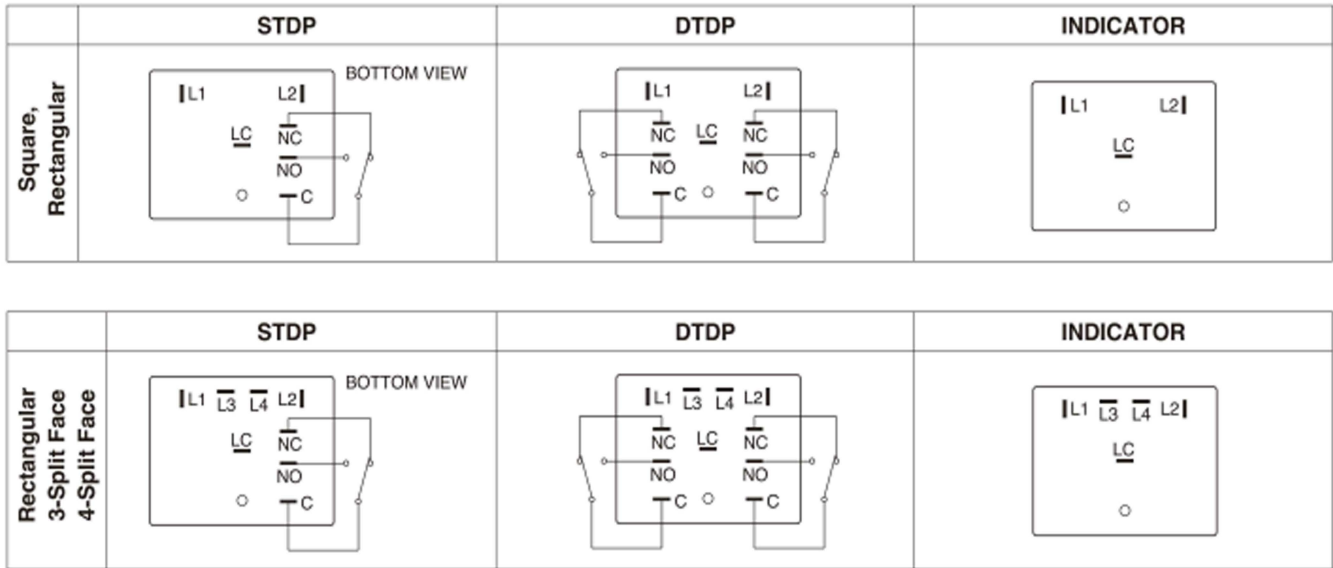 STDP DTDP INDICATOR
Square,
Rectangular
BOTTOM VIEW
L1 L2
LC NC
NO
C
L1 L2
NC LC NC
NO NO
C C
L1 L2
LC
STDP DTDP INDICATOR
Rectangular
3-Split Face
4-Split Face
BOTTOM VIEW
L1 L3 L4 L2
LC NC
NO
C
L1 L3 L4 L2
NC LC NC
NO NO
C C
L1 L3 L4 L2
LC